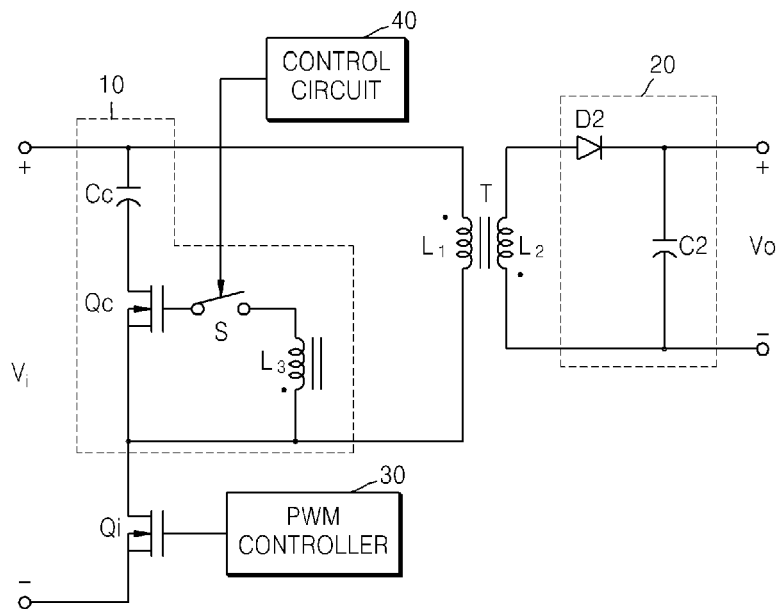 40
CONTROL
CIRCUIT
10
20
D2
+
+
Cc
T
L1
L2
C2
Vo
Qc
S
L3
Vi
−
30
Qi
PWM
CONTROLLER
−